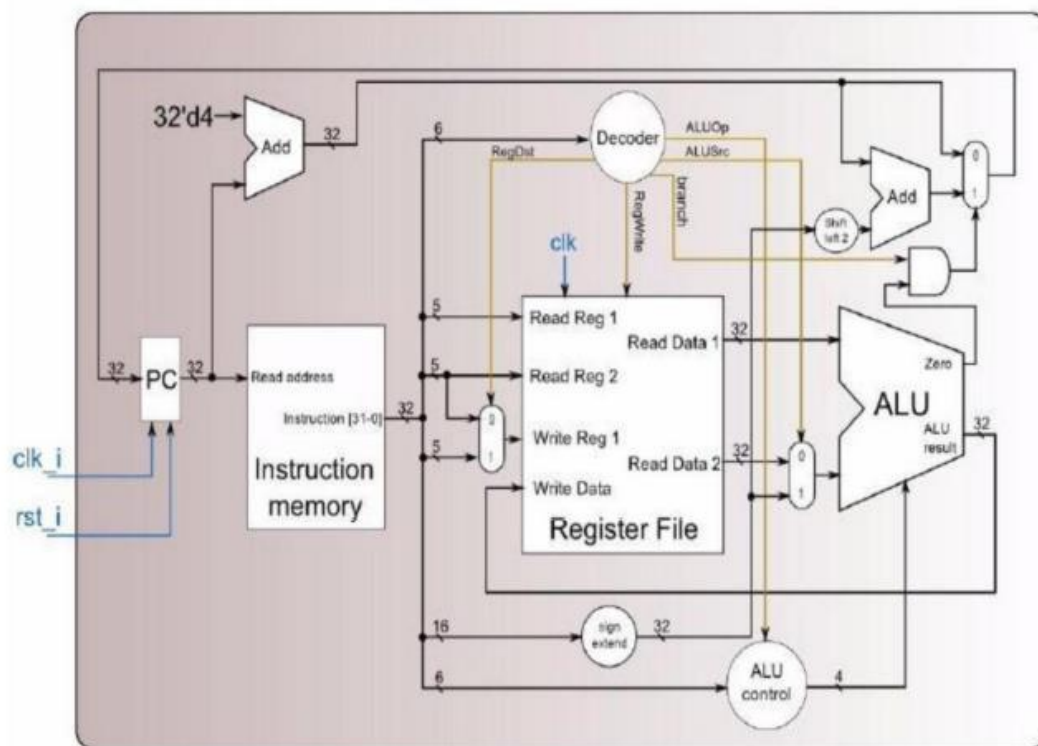 32'd4
Add
32
6
Decoder
ALUOp
ALUSrc
RegDst
RegWrite
branch
Shift
left 2
Add
0
1
clk
5
Read Reg 1
Read Data 1
32
32
PC
32
Read address
5
Read Reg 2
Zero
ALU
Instruction [31-0]
32
0
1
5
Write Reg 1
ALU
result
32
clk_i
Instruction
memory
Read Data 2
32
0
1
Write Data
rst_i
Register File
16
sign
extend
32
6
ALU
control
4